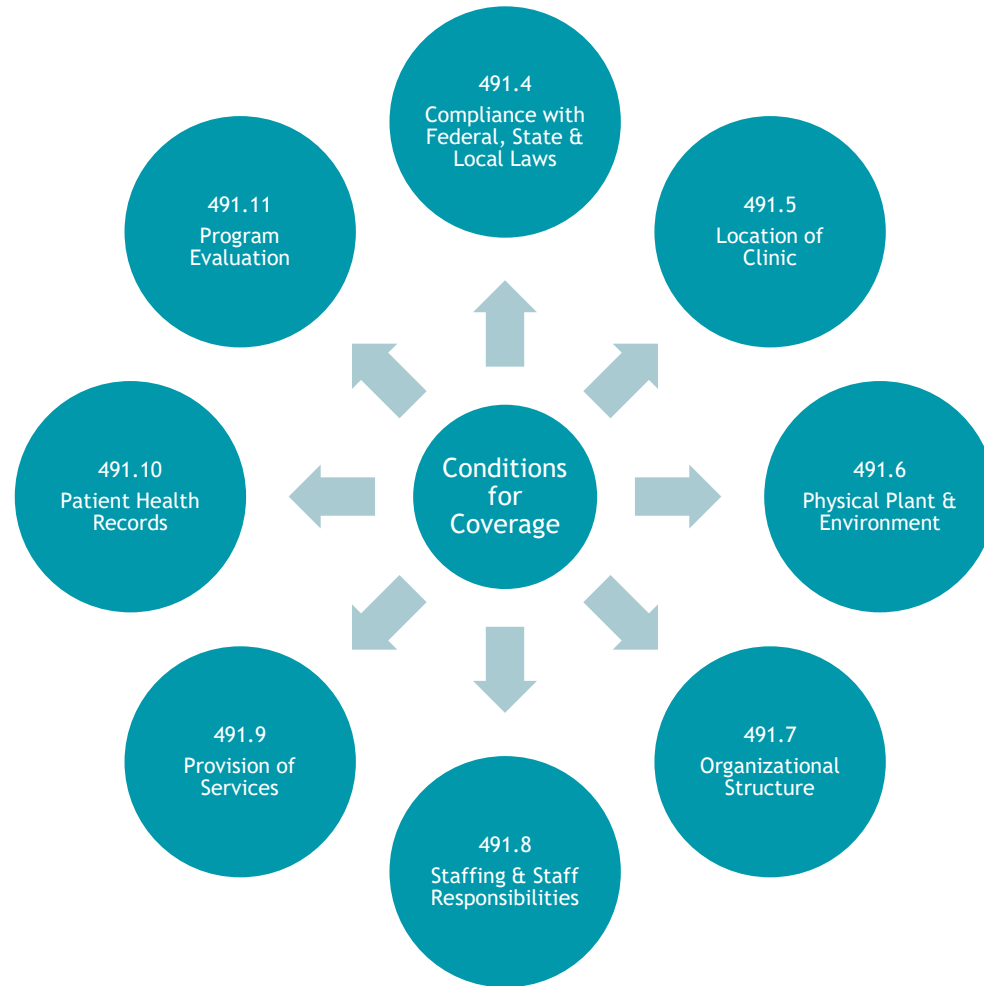 491.4
Compliance with
Federal, State &
Local Laws
491.5
Location of
Clinic
491.6
Physical Plant &
Environment
491.7
Organizational
Structure
491.8
Staffing & Staff
Responsibilities
491.9
Provision of
Services
491.10
Patient Health
Records
491.11
Program
Evaluation
Conditions
for
Coverage